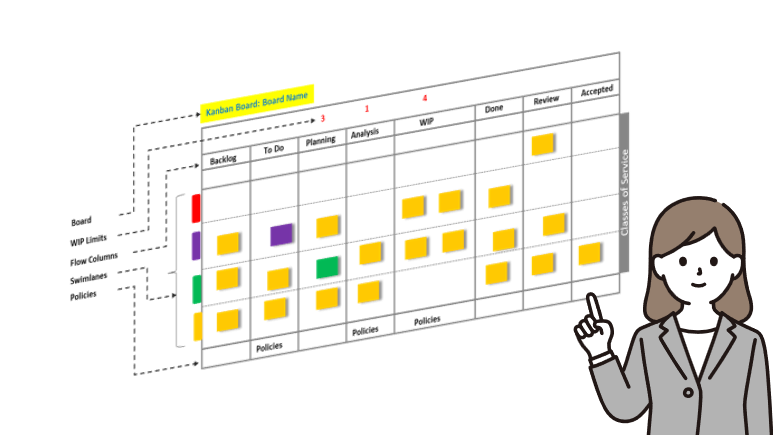 Kanban Board: Board Name
3
1
4
Backlog
To Do
Planning
Analysis
WIP
Done
Review
Accepted
Classes of Service
Board
WIP Limits
Flow Columns
Swimlanes
Policies
Policies
Policies
Policies